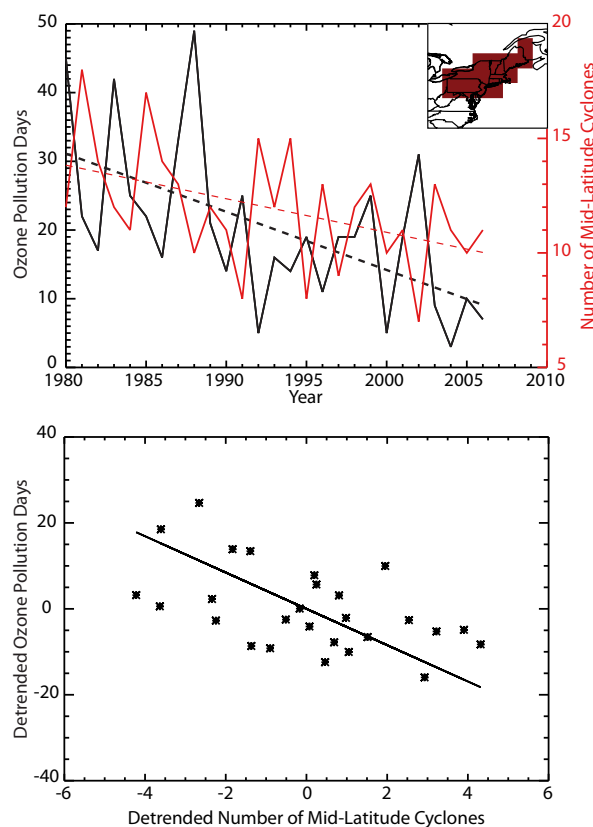 50
40
30
20
10
0
Ozone Pollution Days
20
15
10
5
Number of Mid-Latitude Cyclones
1980 1985 1990 1995 2000 2005 2010
Year
40
20
0
-20
-40
Detrended Ozone Pollution Days
-6 -4 -2 0 2 4 6
Detrended Number of Mid-Latitude Cyclones